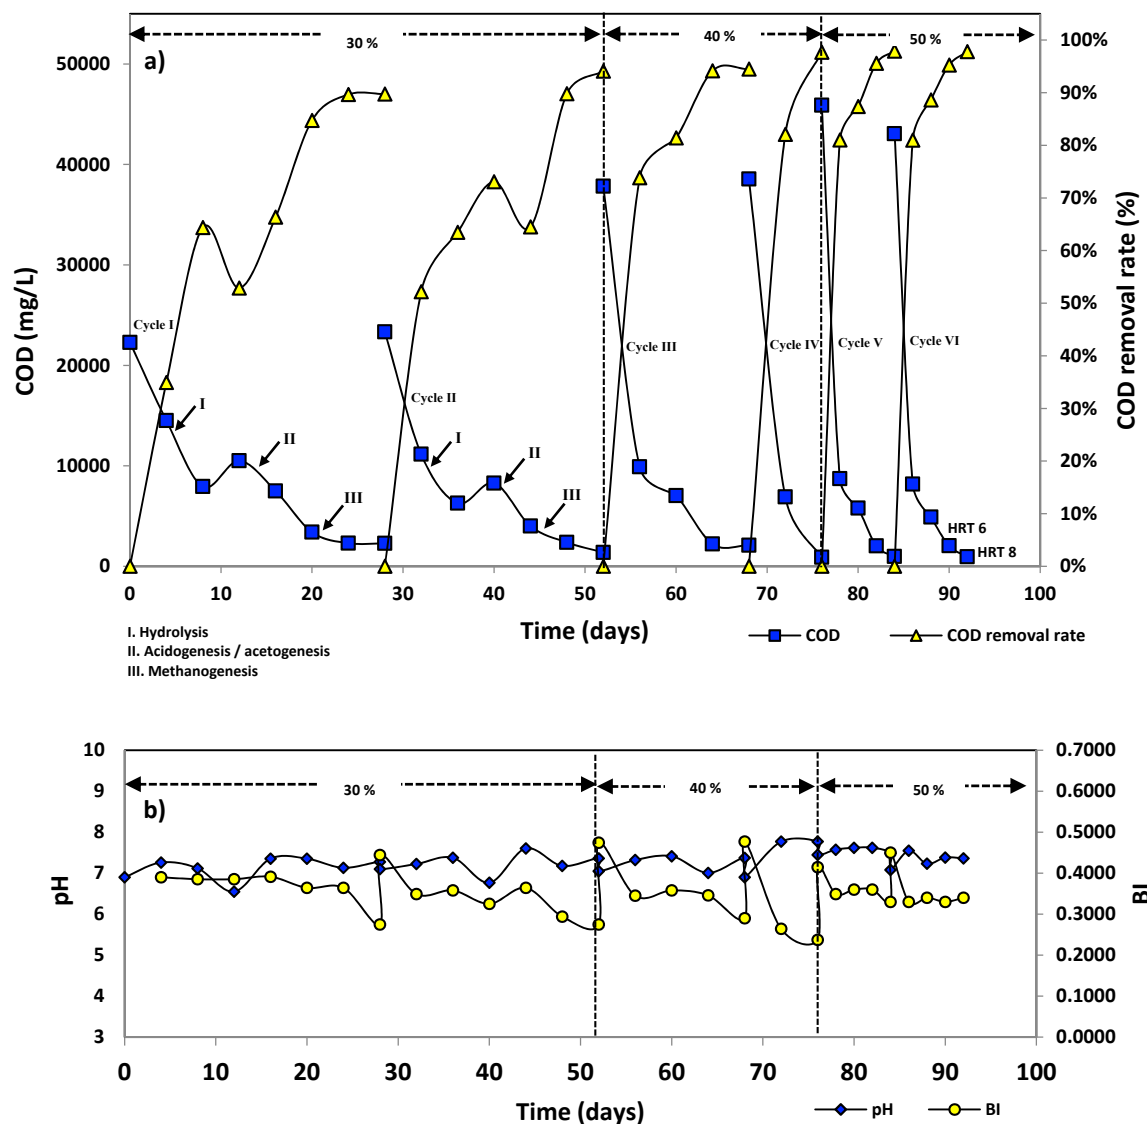 30 %
40 %
50 %
a)
100%
90%
80%
70%
60%
50%
40%
30%
20%
10%
0%
50000
40000
30000
20000
10000
0
COD (mg/L)
COD removal rate (%)
Cycle I
Cycle II
Cycle III
Cycle IV
Cycle V
Cycle VI
I
II
III
I
II
III
HRT 6
HRT 8
0 10 20 30 40 50 60 70 80 90 100
Time (days)
COD
COD removal rate
I. Hydrolysis
II. Acidogenesis / acetogenesis
III. Methanogenesis
30 %
40 %
50 %
b)
10
9
8
7
6
5
4
3
pH
0.7000
0.6000
0.5000
0.4000
0.3000
0.2000
0.1000
0.0000
BI
0 10 20 30 40 50 60 70 80 90 100
Time (days)
pH
BI